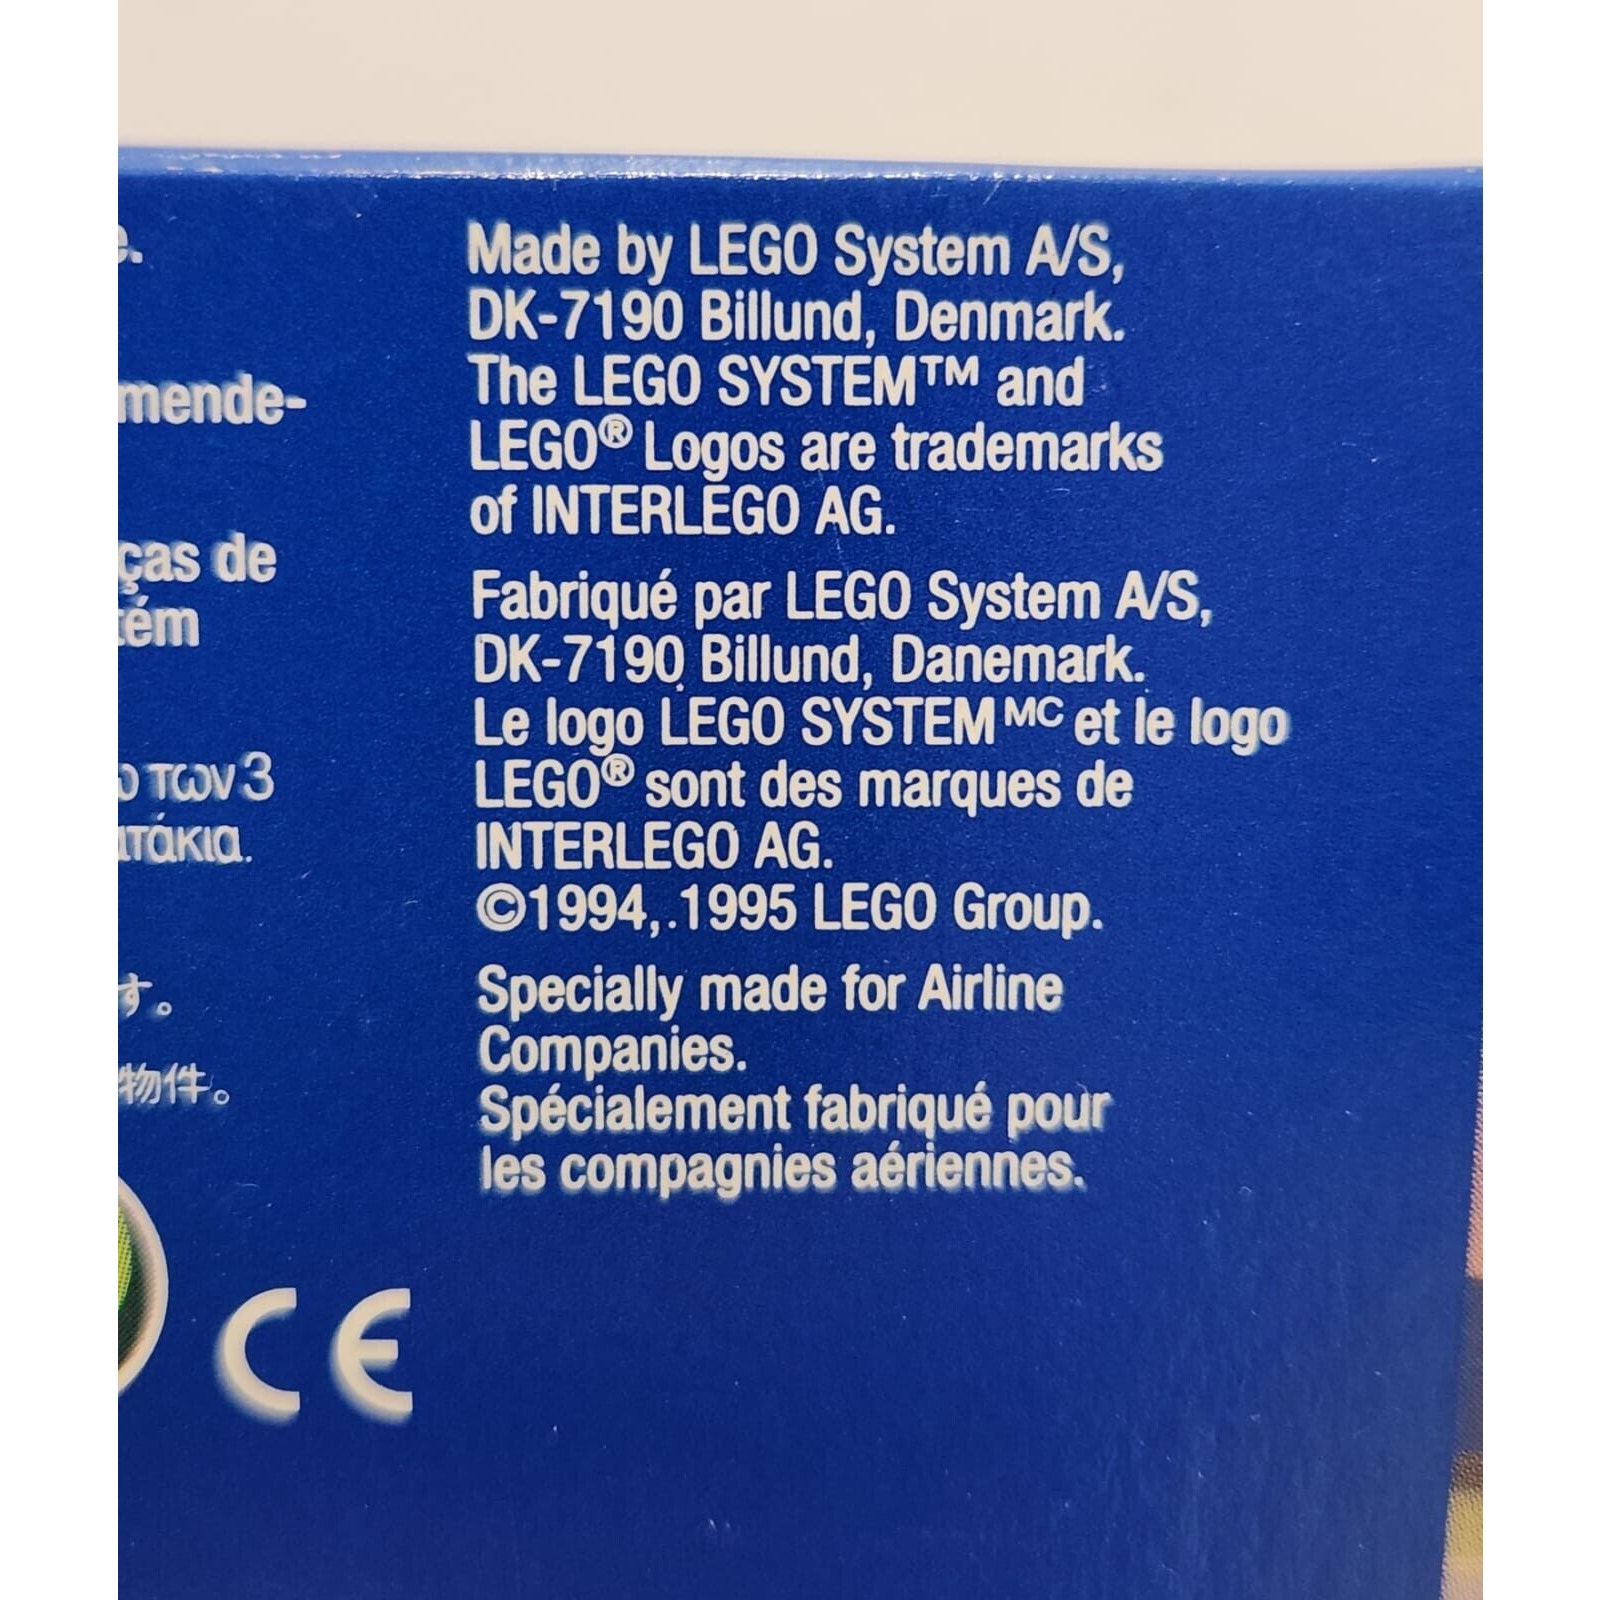 mende-
ças de
tém
των 3
物件。
Made by LEGO System A/S,
DK-7190 Billund, Denmark.
The LEGO SYSTEM™ and
LEGO® Logos are trademarks
of INTERLEGO AG.
Fabriqué par LEGO System A/S,
DK-7190 Billund, Danemark.
Le logo LEGO SYSTEMᴹᶜ et le logo
LEGO® sont des marques de
INTERLEGO AG.
©1994,.1995 LEGO Group.
Specially made for Airline
Companies.
Spécialement fabriqué pour
les compagnies aériennes.
CE